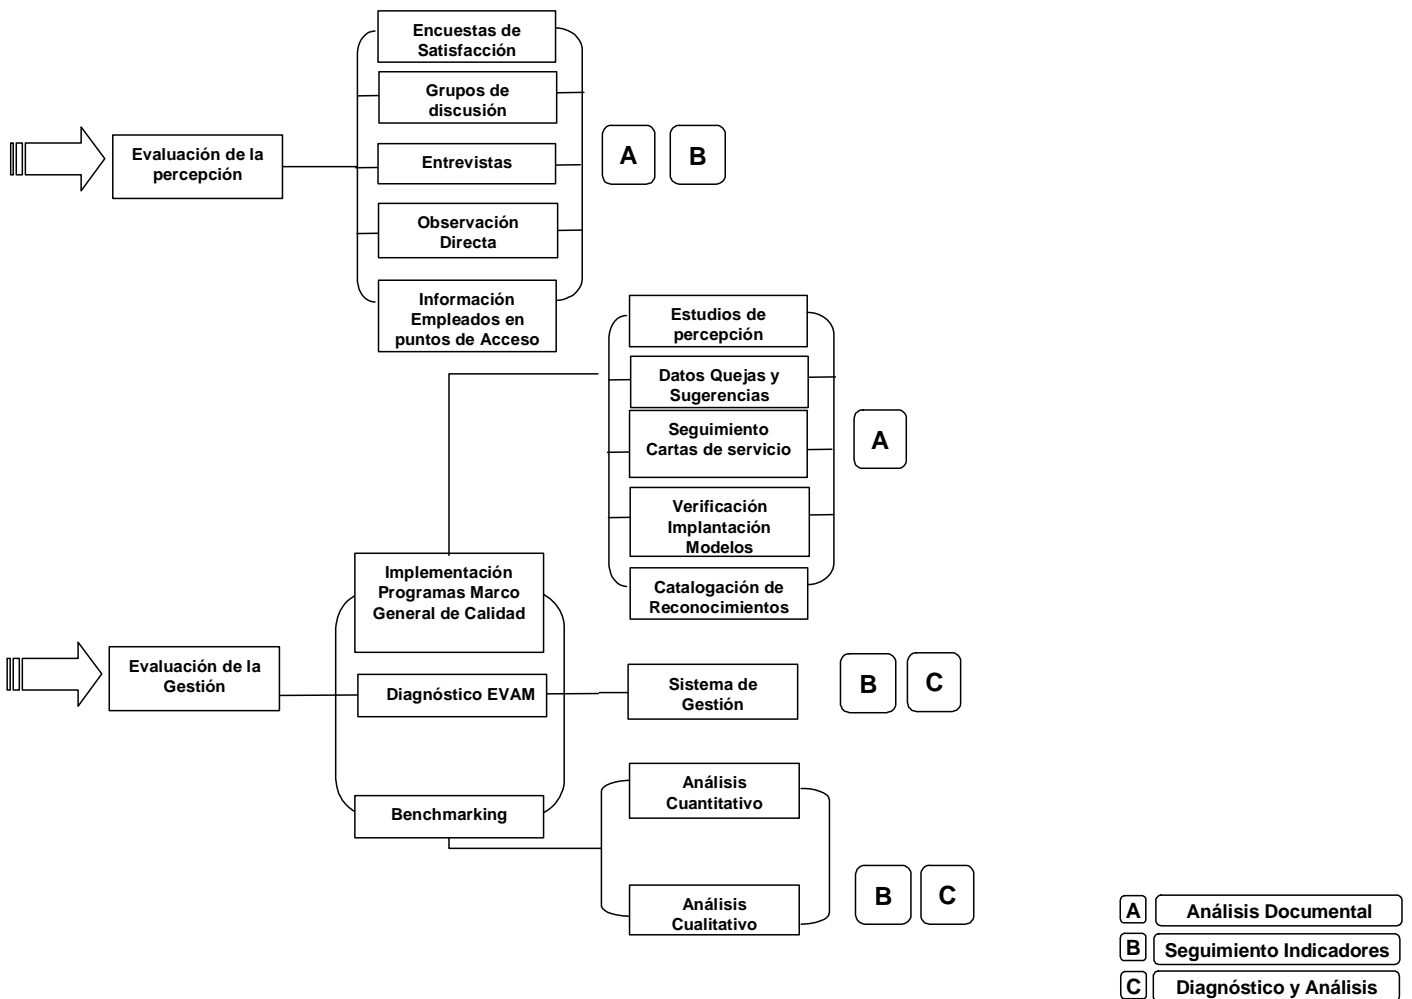 Encuestas de
Satisfacción
Grupos de
discusión
Evaluación de la
percepción
Entrevistas
A
B
Observación
Directa
Información
Empleados en
puntos de Acceso
Estudios de
percepción
Datos Quejas y
Sugerencias
Seguimiento
Cartas de servicio
A
Verificación
Implantación
Modelos
Catalogación de
Reconocimientos
Implementación
Programas Marco
General de Calidad
Evaluación de la
Gestión
Diagnóstico EVAM
Sistema de
Gestión
B
C
Benchmarking
Análisis
Cuantitativo
Análisis
Cualitativo
B
C
A Análisis Documental
B Seguimiento Indicadores
C Diagnóstico y Análisis